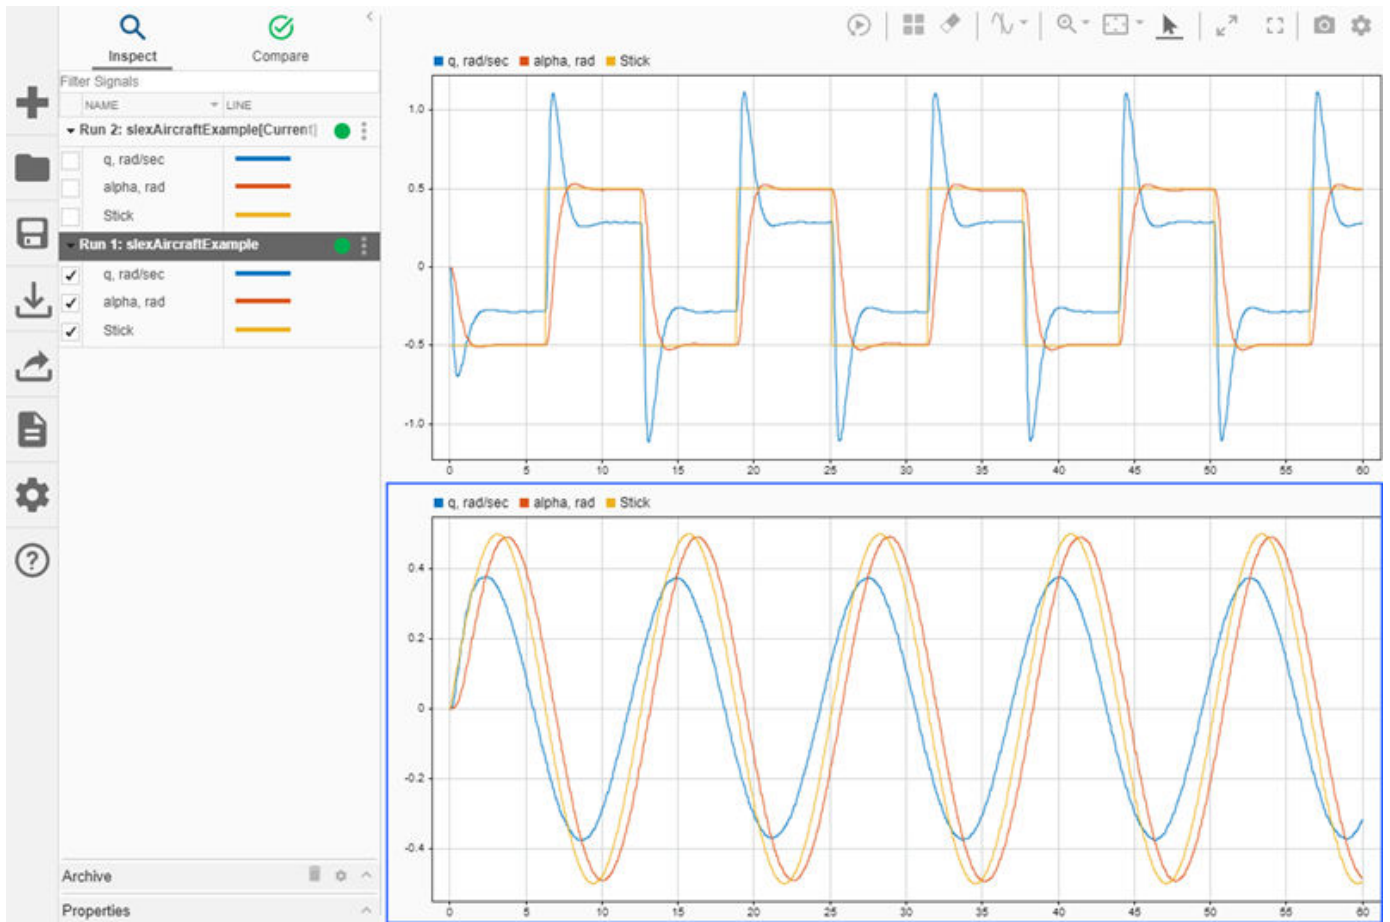 Inspect
Compare
Filter Signals
NAME
LINE
Run 2: slexAircraftExample[Current]
q, rad/sec
alpha, rad
Stick
Run 1: slexAircraftExample
q, rad/sec
alpha, rad
Stick
Archive
Properties
q, rad/sec alpha, rad Stick
1.0
0.5
0
-0.5
-1.0
0 5 10 15 20 25 30 35 40 45 50 55 60
q, rad/sec alpha, rad Stick
0.4
0.2
0
-0.2
-0.4
0 5 10 15 20 25 30 35 40 45 50 55 60